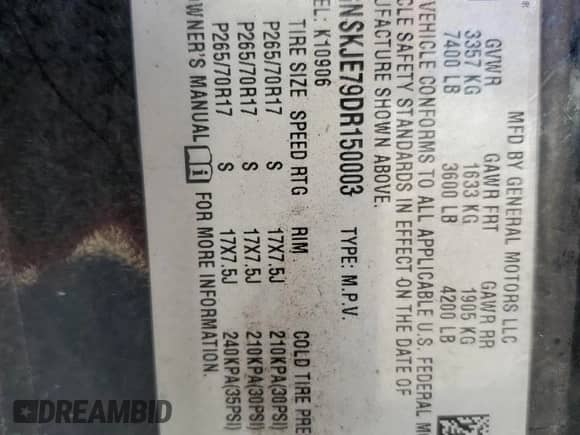 MFD BY GENERAL MOTORS LLC
GVWR GAWR FRT GAWR RR
3357 KG 1633 KG 1905 KG
7400 LB 3600 LB 4200 LB
VEHICLE CONFORMS TO ALL APPLICABLE U.S. FEDERAL M
CLE SAFETY STANDARDS IN EFFECT ON THE DATE OF
UFACTURE SHOWN ABOVE.
NSKJE79DR150003 TYPE: M.P.V.
EL: K10906
TIRE SIZE SPEED RTG RIM COLD TIRE PRE
P265/70R17 S 17X7.5J 210KPA(30PSI)
P265/70R17 S 17X7.5J 210KPA(30PSI)
P265/70R17 S 17X7.5J 240KPA(35PSI)
OWNER'S MANUAL FOR MORE INFORMATION.
DREAMBID